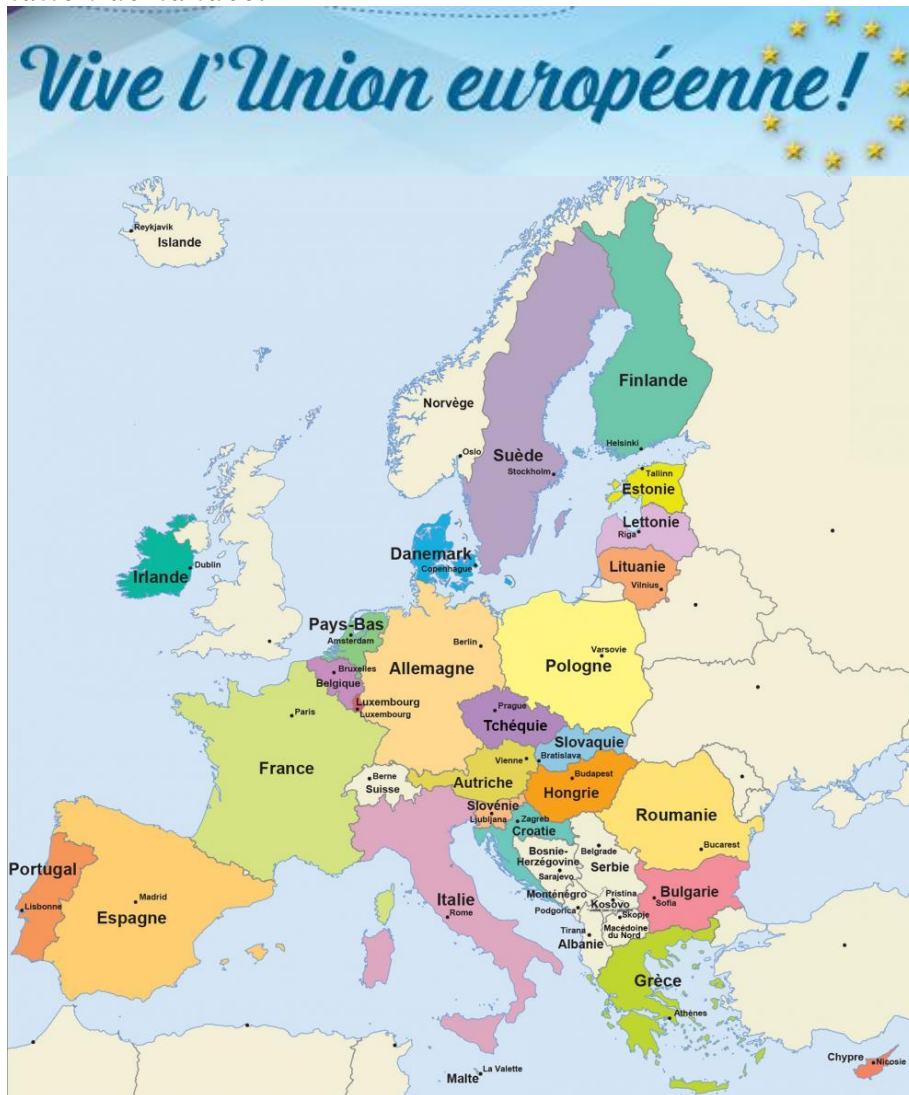 Vive l'Union européenne!
Reykjavik
Islande
Finlande
Norvège
Helsinki
Oslo
Suède
Stockholm
Tallinn
Estonie
Lettonie
Riga
Danemark
Copenhague
Dublin
Irlande
Lituanie
Vilnius
Pays-Bas
Amsterdam
Berlin
Varsovie
Allemagne
Pologne
Bruxelles
Belgique
Luxembourg
Luxembourg
Paris
Prague
Tchéquie
Slovaquie
Bratislava
Vienne
France
Berne
Suisse
Autriche
Budapest
Hongrie
Slovénie
Ljubljana
Zagreb
Croatie
Roumanie
Bucarest
Bosnie-
Herzégovine
Sarajevo
Belgrade
Serbie
Portugal
Lisbonne
Madrid
Espagne
Italie
Rome
Monténégro
Podgorica
Pristina
Kosovo
Bulgarie
Sofia
Skopje
Macédoine
du Nord
Tirana
Albanie
Grèce
Athènes
Chypre
Nicosie
La Valette
Malte